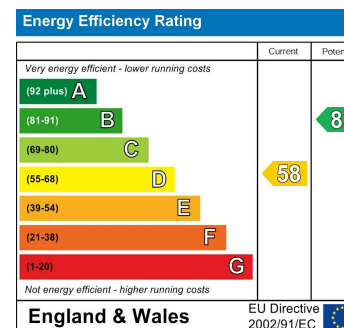 Energy Efficiency Rating
Current
Very energy efficient - lower running costs
(92 plus) A
(81-91) B
(69-80) C
(55-68) D
58
(39-54) E
(21-38) F
(1-20) G
Not energy efficient - higher running costs
England & Wales
EU Directive
2002/91/EC